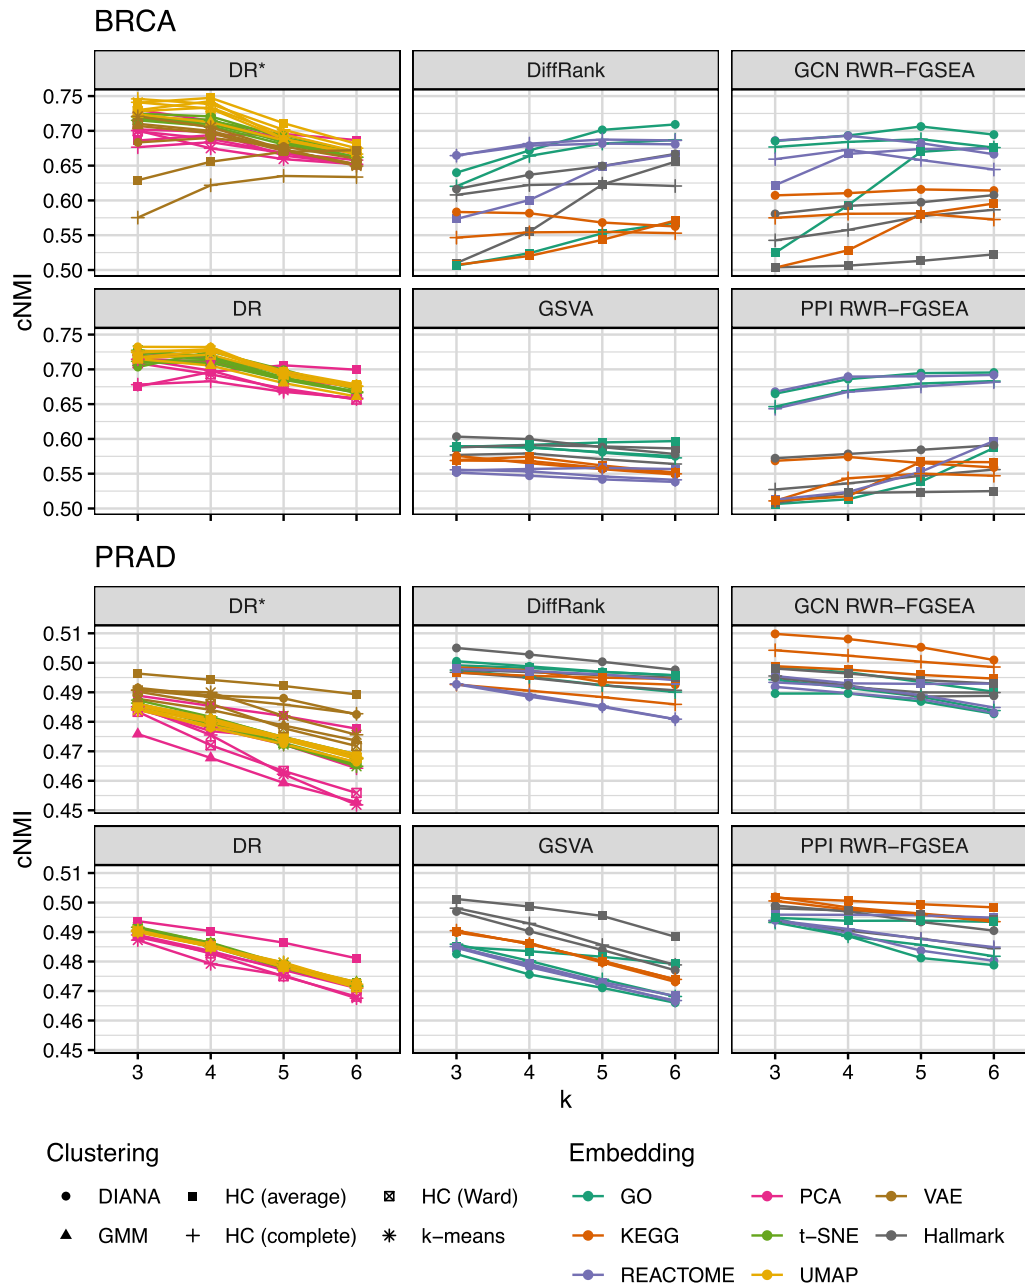 BRCA
DR* DiffRank GCN RWR−FGSEA
0.75
0.70
0.65
0.60
0.55
0.50
DR GSVA PPI RWR−FGSEA
0.75
0.70
0.65
0.60
0.55
0.50
cNMI
PRAD
DR* DiffRank GCN RWR−FGSEA
0.51
0.50
0.49
0.48
0.47
0.46
0.45
DR GSVA PPI RWR−FGSEA
0.51
0.50
0.49
0.48
0.47
0.46
0.45
cNMI
3 4 5 6 3 4 5 6 3 4 5 6
k
Clustering Embedding
DIANA HC (average) HC (Ward) GO PCA VAE
GMM HC (complete) k−means KEGG t−SNE Hallmark
REACTOME UMAP